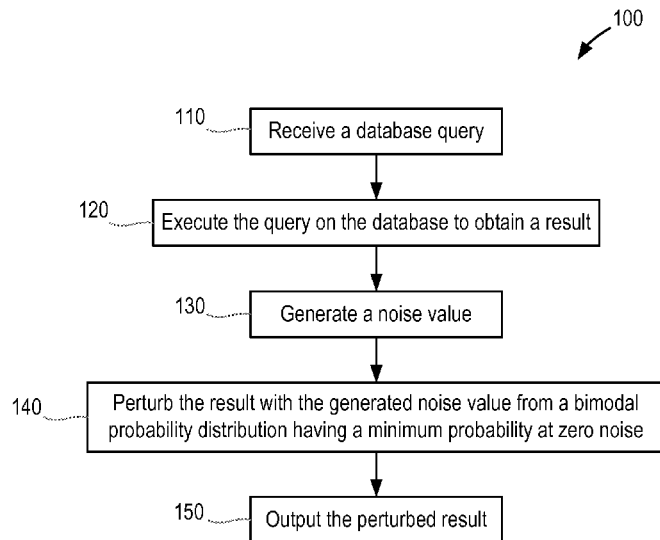 100
110
Receive a database query
120
Execute the query on the database to obtain a result
130
Generate a noise value
140
Perturb the result with the generated noise value from a bimodal
probability distribution having a minimum probability at zero noise
150
Output the perturbed result